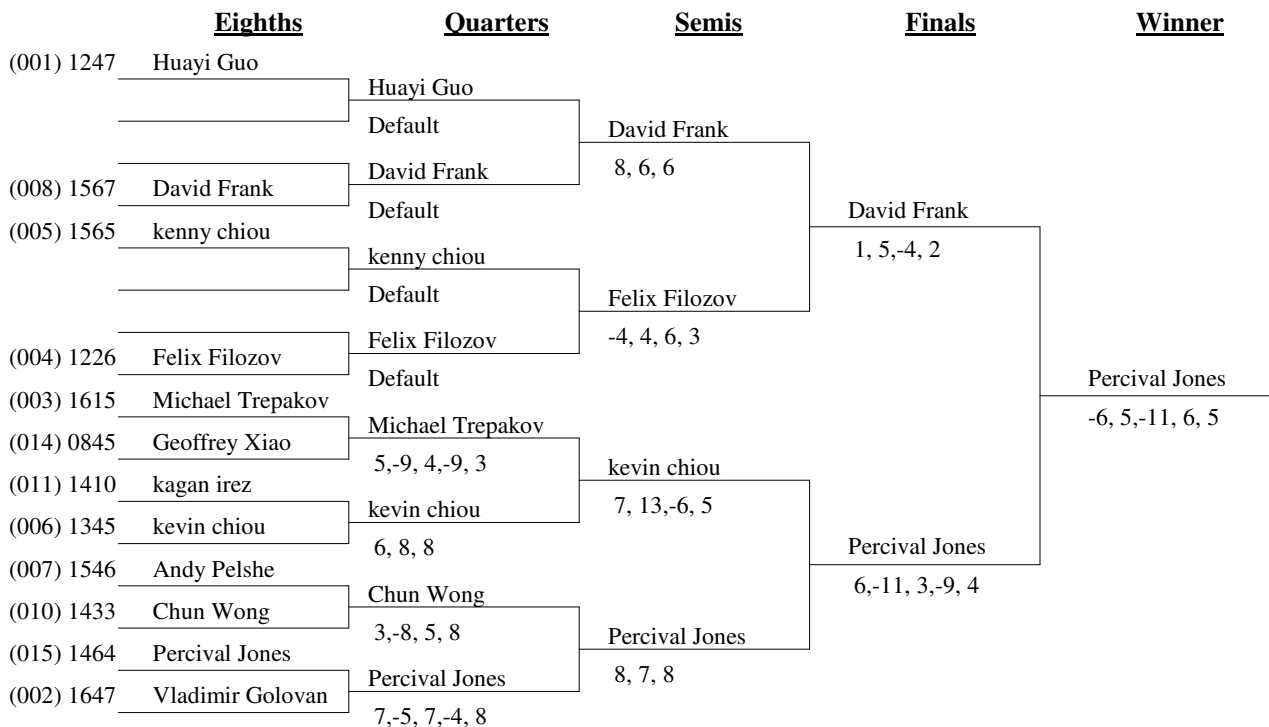 Eighths Quarters Semis Finals Winner
(001) 1247 Huayi Guo
Huayi Guo
Default
David Frank
8, 6, 6
David Frank
(008) 1567 David Frank
Default
David Frank
1, 5,-4, 2
(005) 1565 kenny chiou
kenny chiou
Default
Felix Filozov
-4, 4, 6, 3
Felix Filozov
(004) 1226 Felix Filozov
Default
Percival Jones
-6, 5,-11, 6, 5
(003) 1615 Michael Trepakov
Michael Trepakov
(014) 0845 Geoffrey Xiao
5,-9, 4,-9, 3
kevin chiou
7, 13,-6, 5
(011) 1410 kagan irez
kevin chiou
(006) 1345 kevin chiou
6, 8, 8
Percival Jones
6,-11, 3,-9, 4
(007) 1546 Andy Pelshe
Chun Wong
(010) 1433 Chun Wong
3,-8, 5, 8
Percival Jones
8, 7, 8
(015) 1464 Percival Jones
Percival Jones
(002) 1647 Vladimir Golovan
7,-5, 7,-4, 8